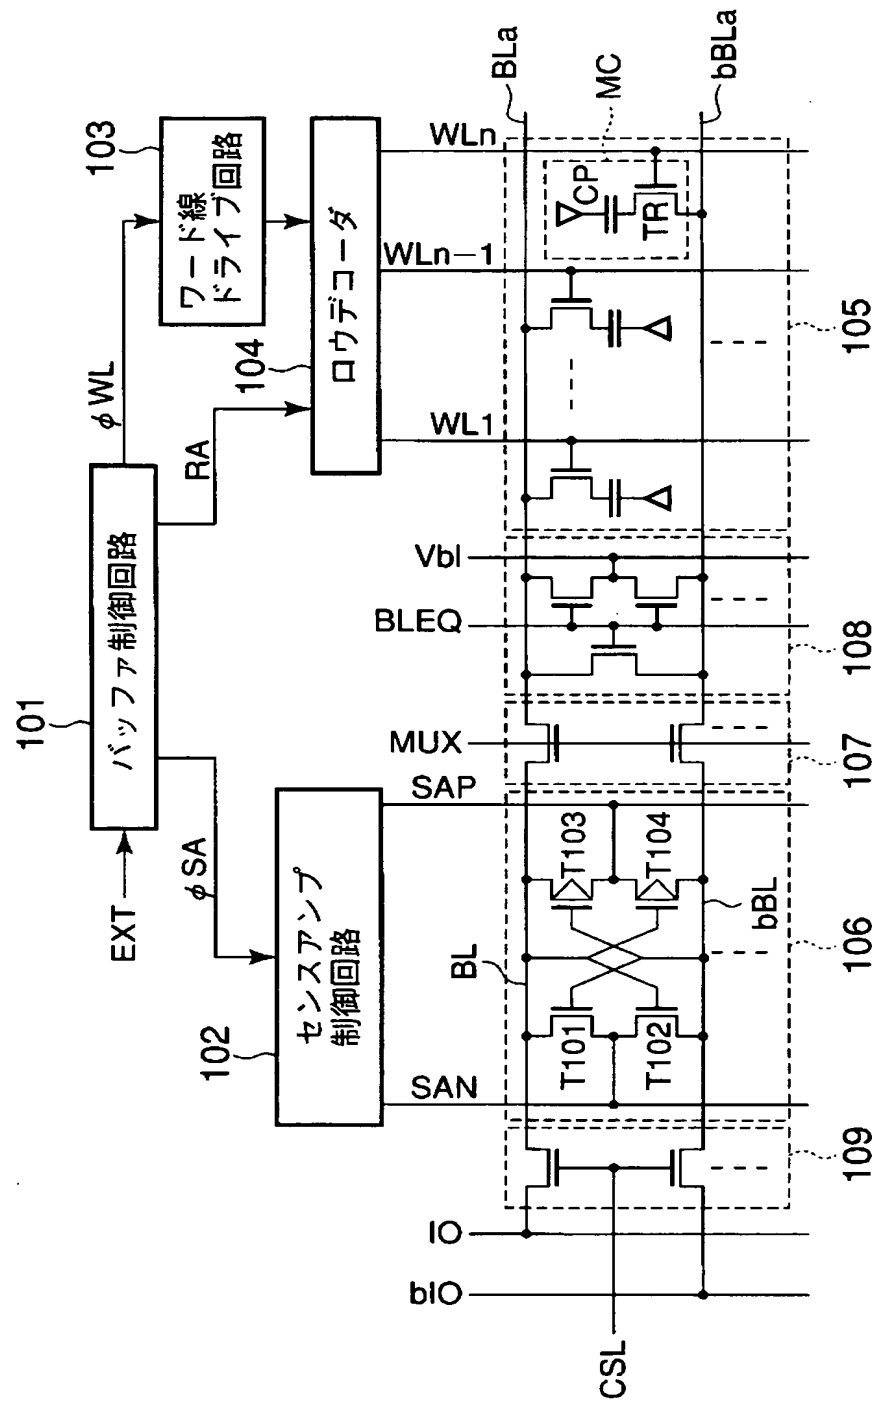 101
バッファ制御回路
EXT
φSA
φWL
RA
103
ワード線
ドライブ回路
102
センスアンプ
制御回路
104
ロウデコーダ
bIO
IO
CSL
SAN
SAP
MUX
BLEQ
Vbl
WL1
WLn-1
WLn
BLa
MC
bBLa
BL
bBL
T101
T102
T103
T104
CP
TR
109
106
107
108
105